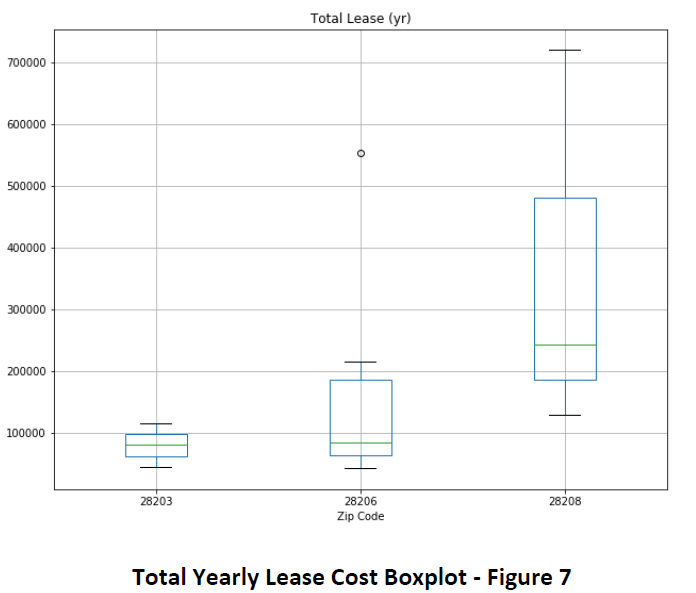 Total Lease (yr)
700000
600000
500000
400000
300000
200000
100000
28203 28206 28208
Zip Code
Total Yearly Lease Cost Boxplot - Figure 7